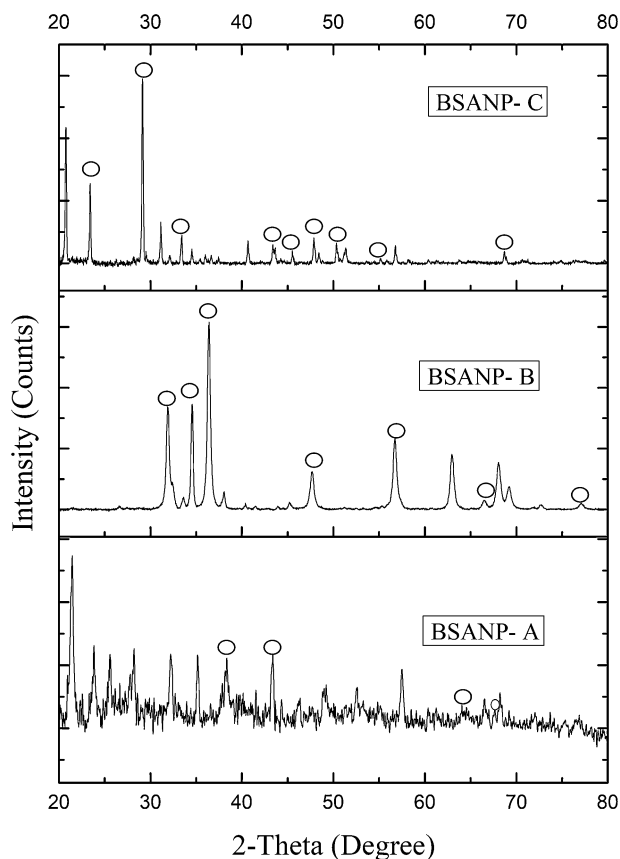 20 30 40 50 60 70 80
BSANP- C
BSANP- B
BSANP- A
Intensity (Counts)
20 30 40 50 60 70 80
2-Theta (Degree)